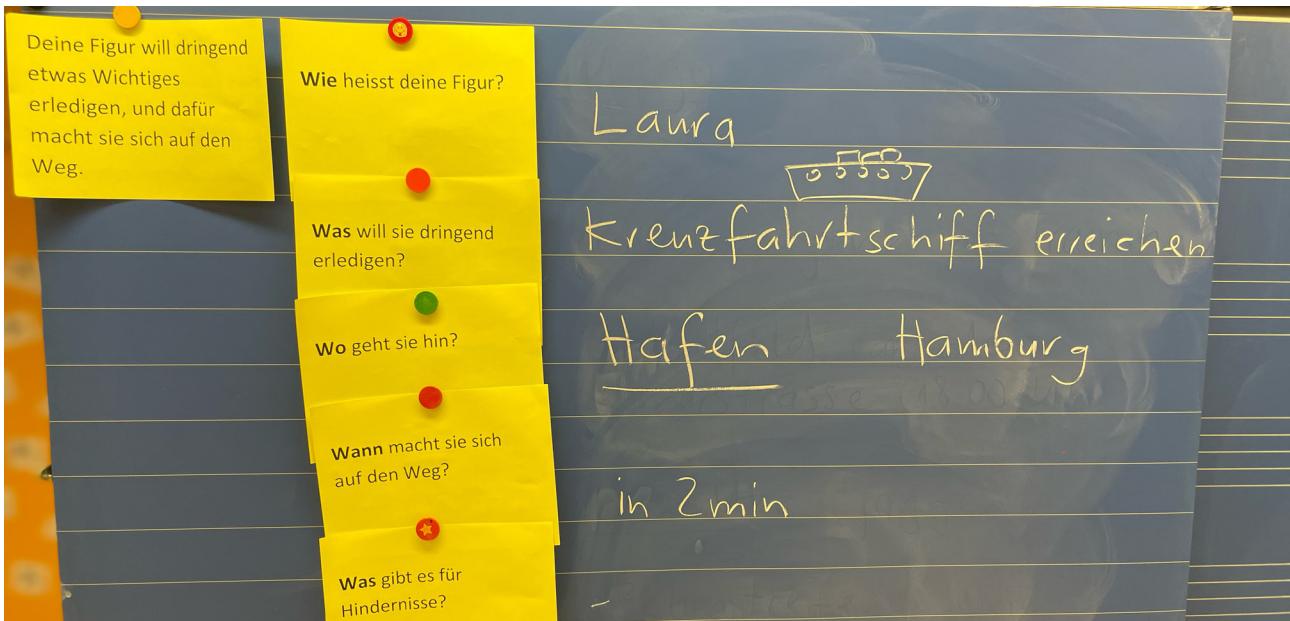 Deine Figur will dringend
etwas Wichtiges
erledigen, und dafür
macht sie sich auf den
Weg.
Wie heisst deine Figur?
Laura
Was will sie dringend
erledigen?
Kreuzfahrtschiff erreichen
Wo geht sie hin?
Hafen Hamburg
Wann macht sie sich
auf den Weg?
in 2min
Was gibt es für
Hindernisse?
-